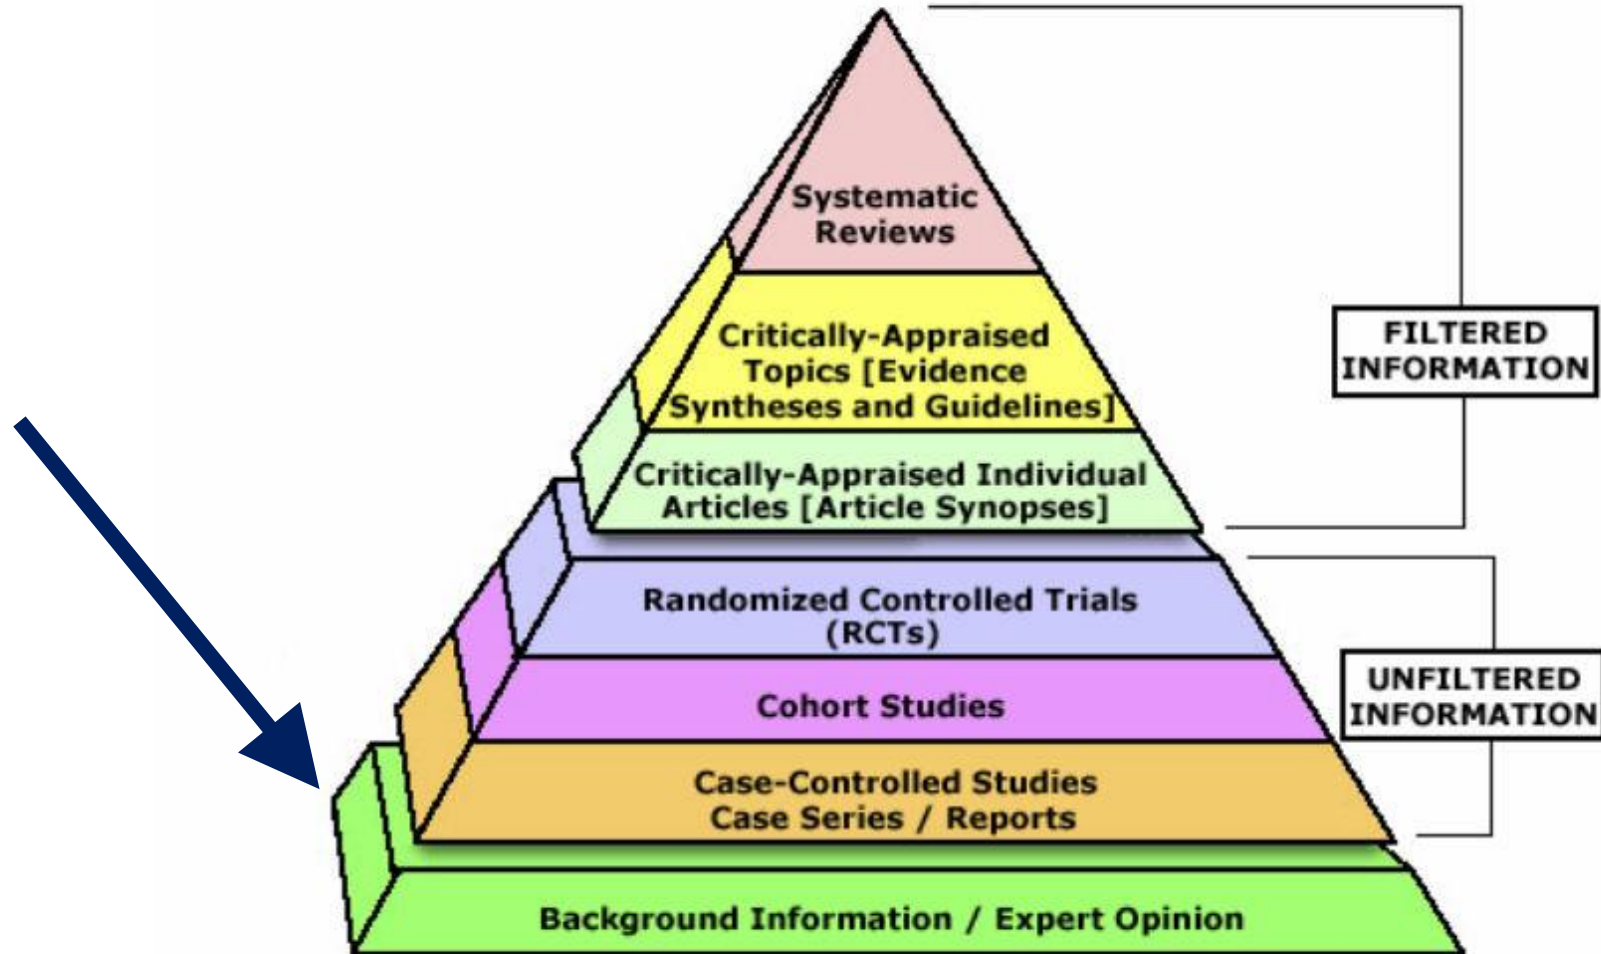 Systematic
Reviews
Critically-Appraised
Topics [Evidence
Syntheses and Guidelines]
FILTERED
INFORMATION
Critically-Appraised Individual
Articles [Article Synopses]
Randomized Controlled Trials
(RCTs)
Cohort Studies
UNFILTERED
INFORMATION
Case-Controlled Studies
Case Series / Reports
Background Information / Expert Opinion